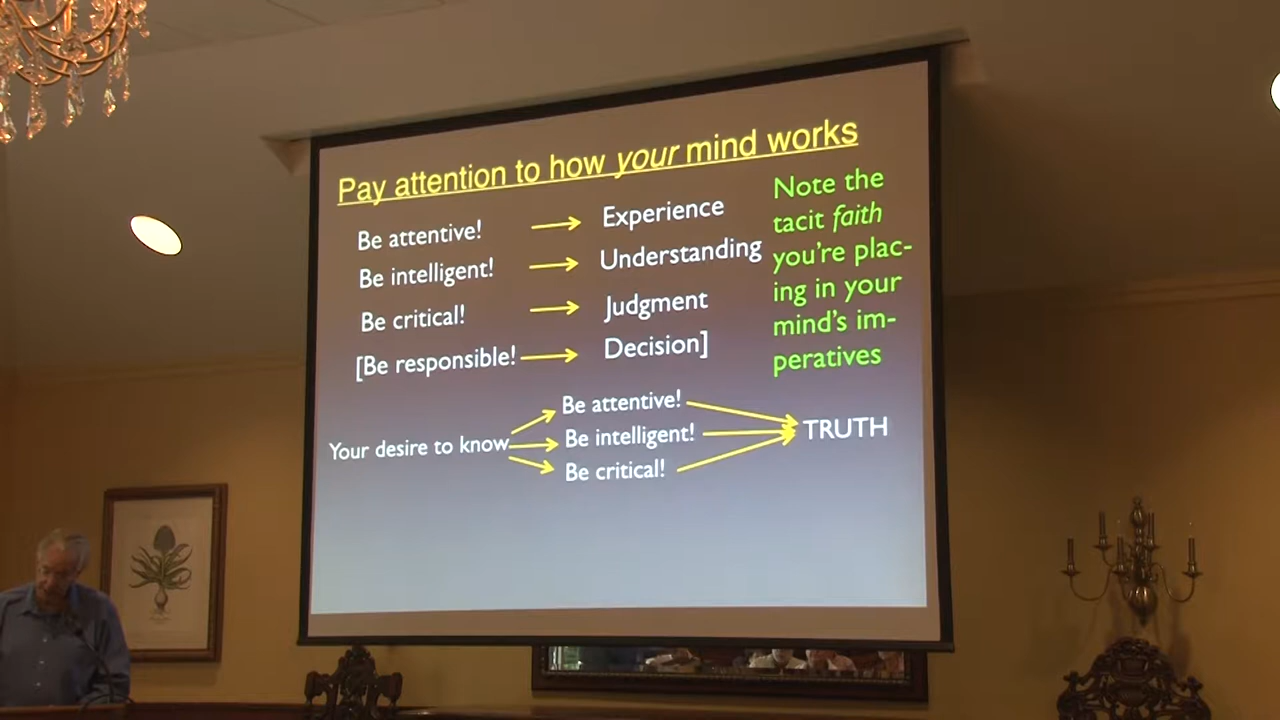 Pay attention to how your mind works
Be attentive! → Experience
Be intelligent! → Understanding
Be critical! → Judgment
[Be responsible! → Decision]
Note the
tacit faith
you're plac-
ing in your
mind's im-
peratives
Your desire to know
Be attentive!
Be intelligent!
Be critical!
TRUTH